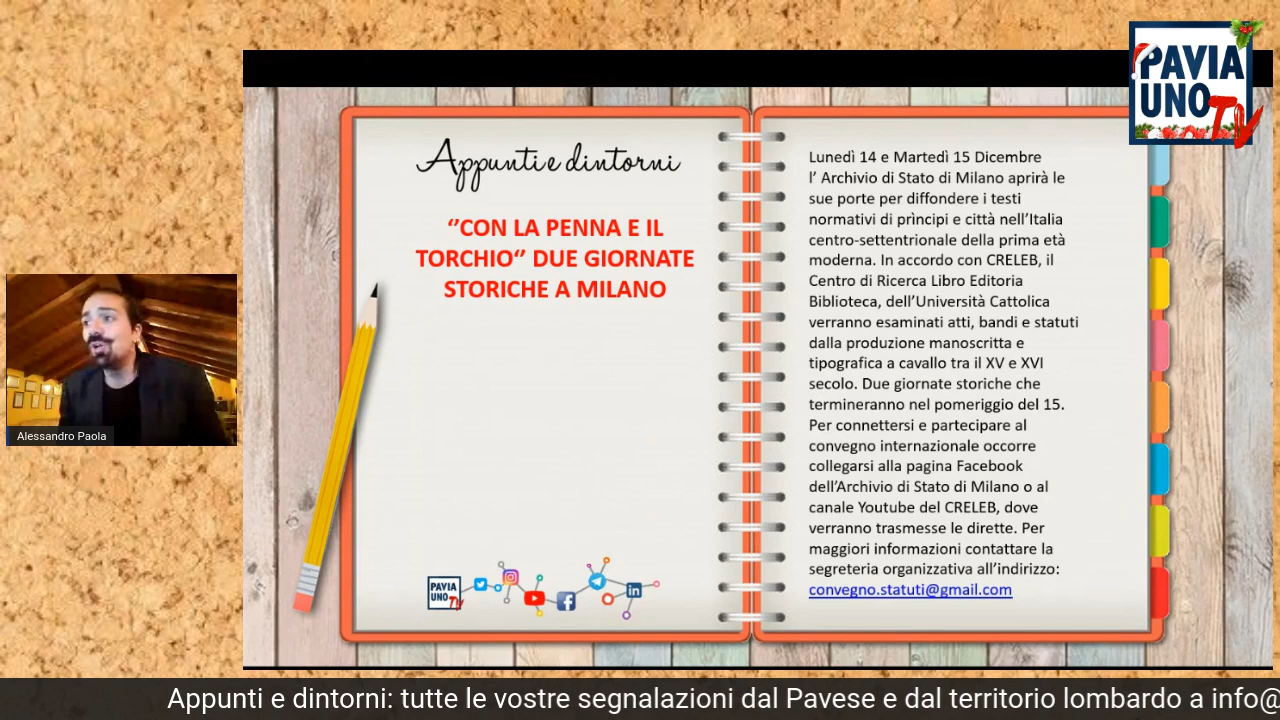 PAVIA
UNO TV
Appunti e dintorni
‘’CON LA PENNA E IL
TORCHIO’’ DUE GIORNATE
STORICHE A MILANO
Lunedì 14 e Martedì 15 Dicembre
l’ Archivio di Stato di Milano aprirà le
sue porte per diffondere i testi
normativi di prìncipi e città nell’Italia
centro-settentrionale della prima età
moderna. In accordo con CRELEB, il
Centro di Ricerca Libro Editoria
Biblioteca, dell’Università Cattolica
verranno esaminati atti, bandi e statuti
dalla produzione manoscritta e
tipografica a cavallo tra il XV e XVI
secolo. Due giornate storiche che
termineranno nel pomeriggio del 15.
Per connettersi e partecipare al
convegno internazionale occorre
collegarsi alla pagina Facebook
dell’Archivio di Stato di Milano o al
canale Youtube del CRELEB, dove
verranno trasmesse le dirette. Per
maggiori informazioni contattare la
segreteria organizzativa all’indirizzo:
convegno.statuti@gmail.com
PAVIA
UNO TV
Alessandro Paola
Appunti e dintorni: tutte le vostre segnalazioni dal Pavese e dal territorio lombardo a info@